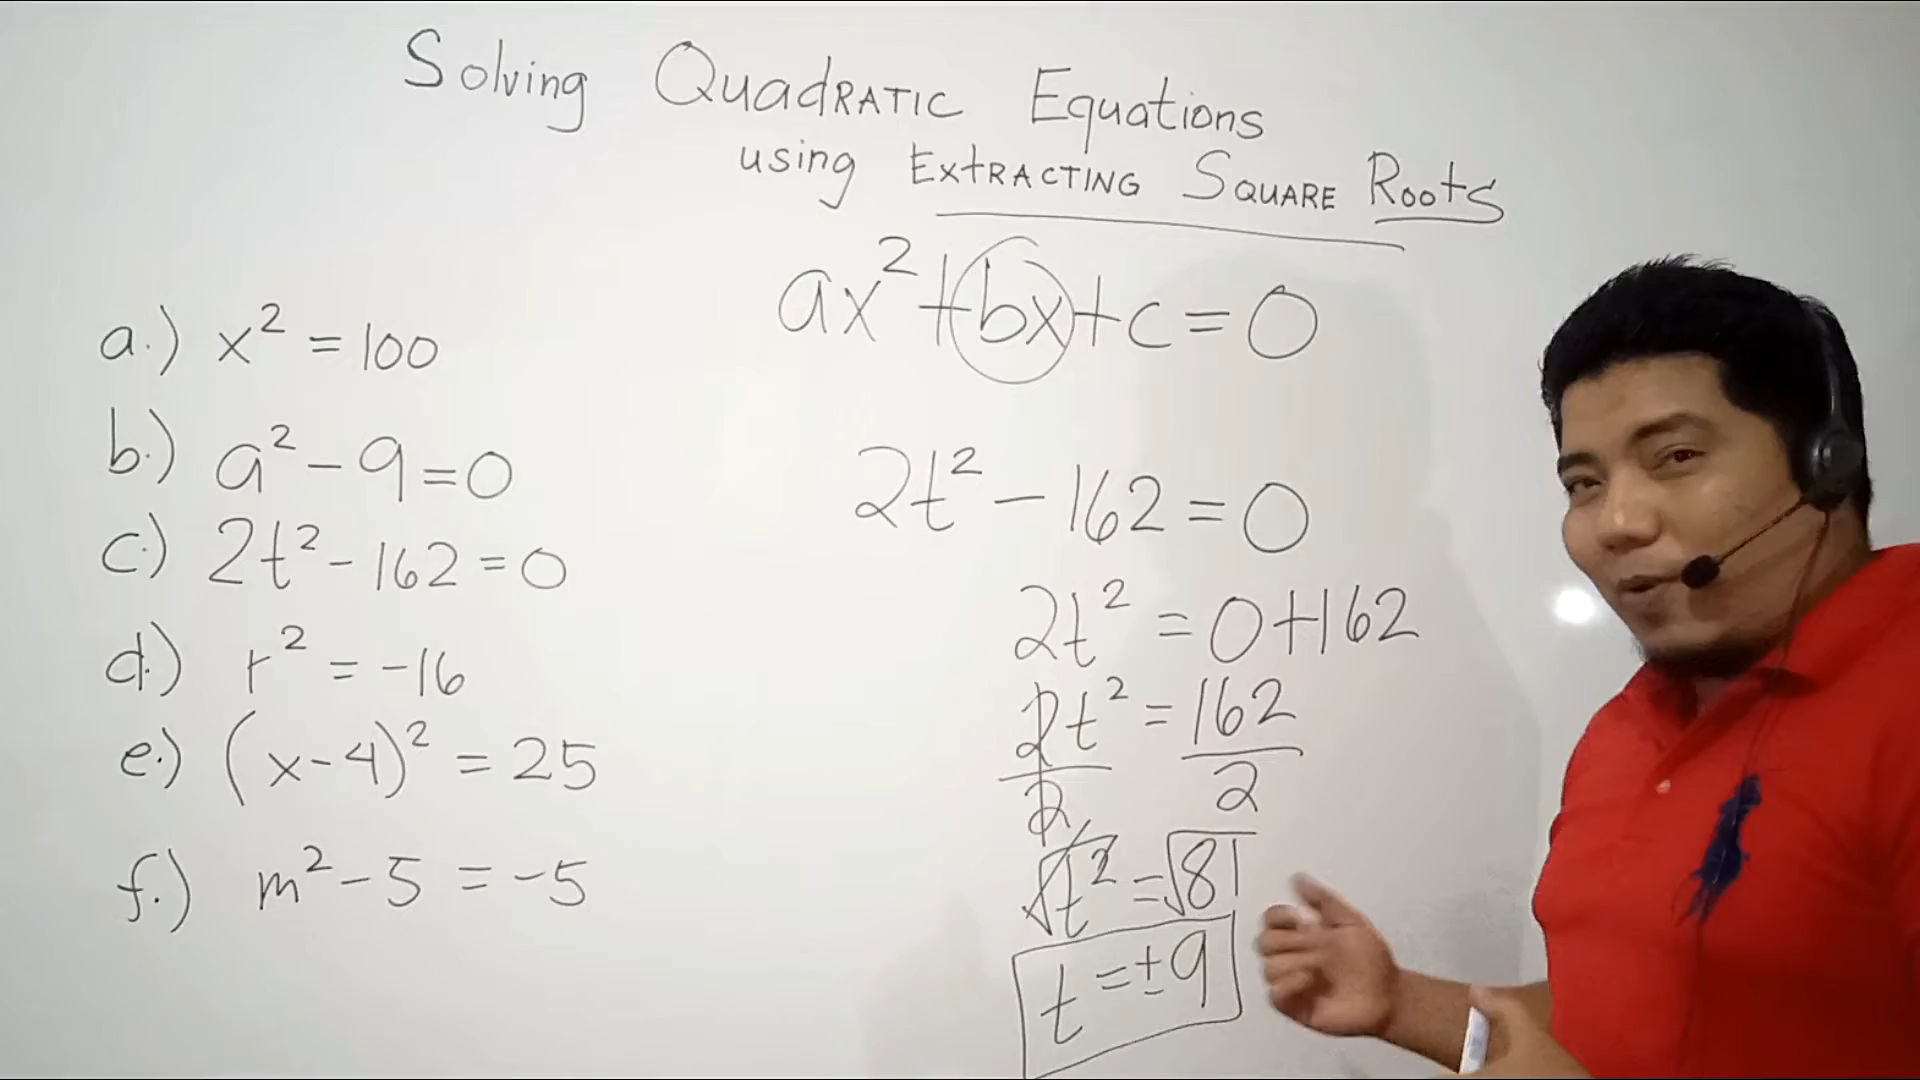 Solving Quadratic Equations
using Extracting Square Roots
ax²+bx+c=0
a.) x² = 100
b.) a² - 9 = 0
c.) 2t² - 162 = 0
d.) r² = -16
e.) (x-4)² = 25
f.) m² - 5 = -5
2t² - 162 = 0
2t² = 0+162
2t² = 162
2 2
√t² = √81
t = ±9